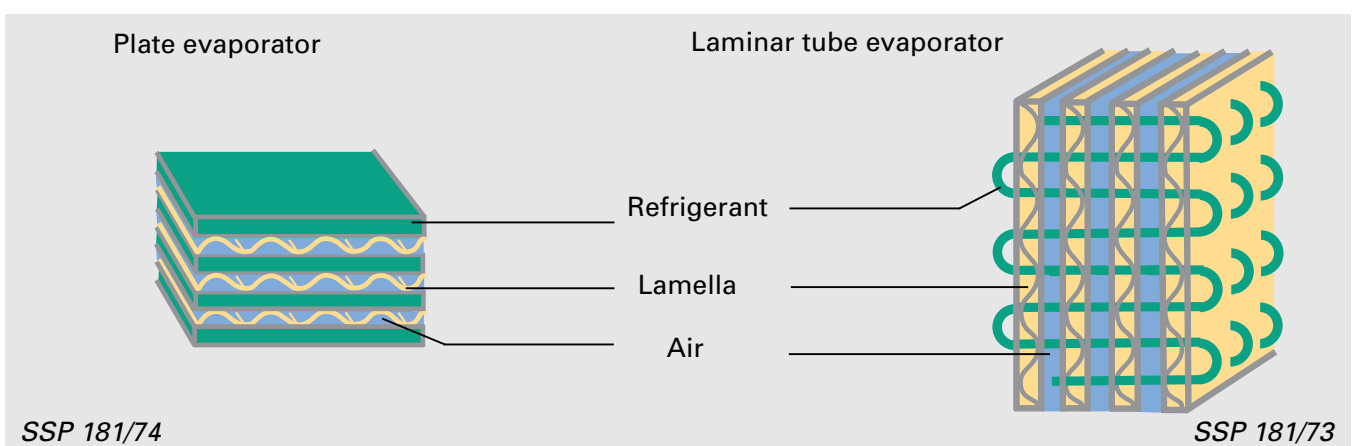 Plate evaporator
Laminar tube evaporator
Refrigerant
Lamella
Air
SSP 181/74
SSP 181/73